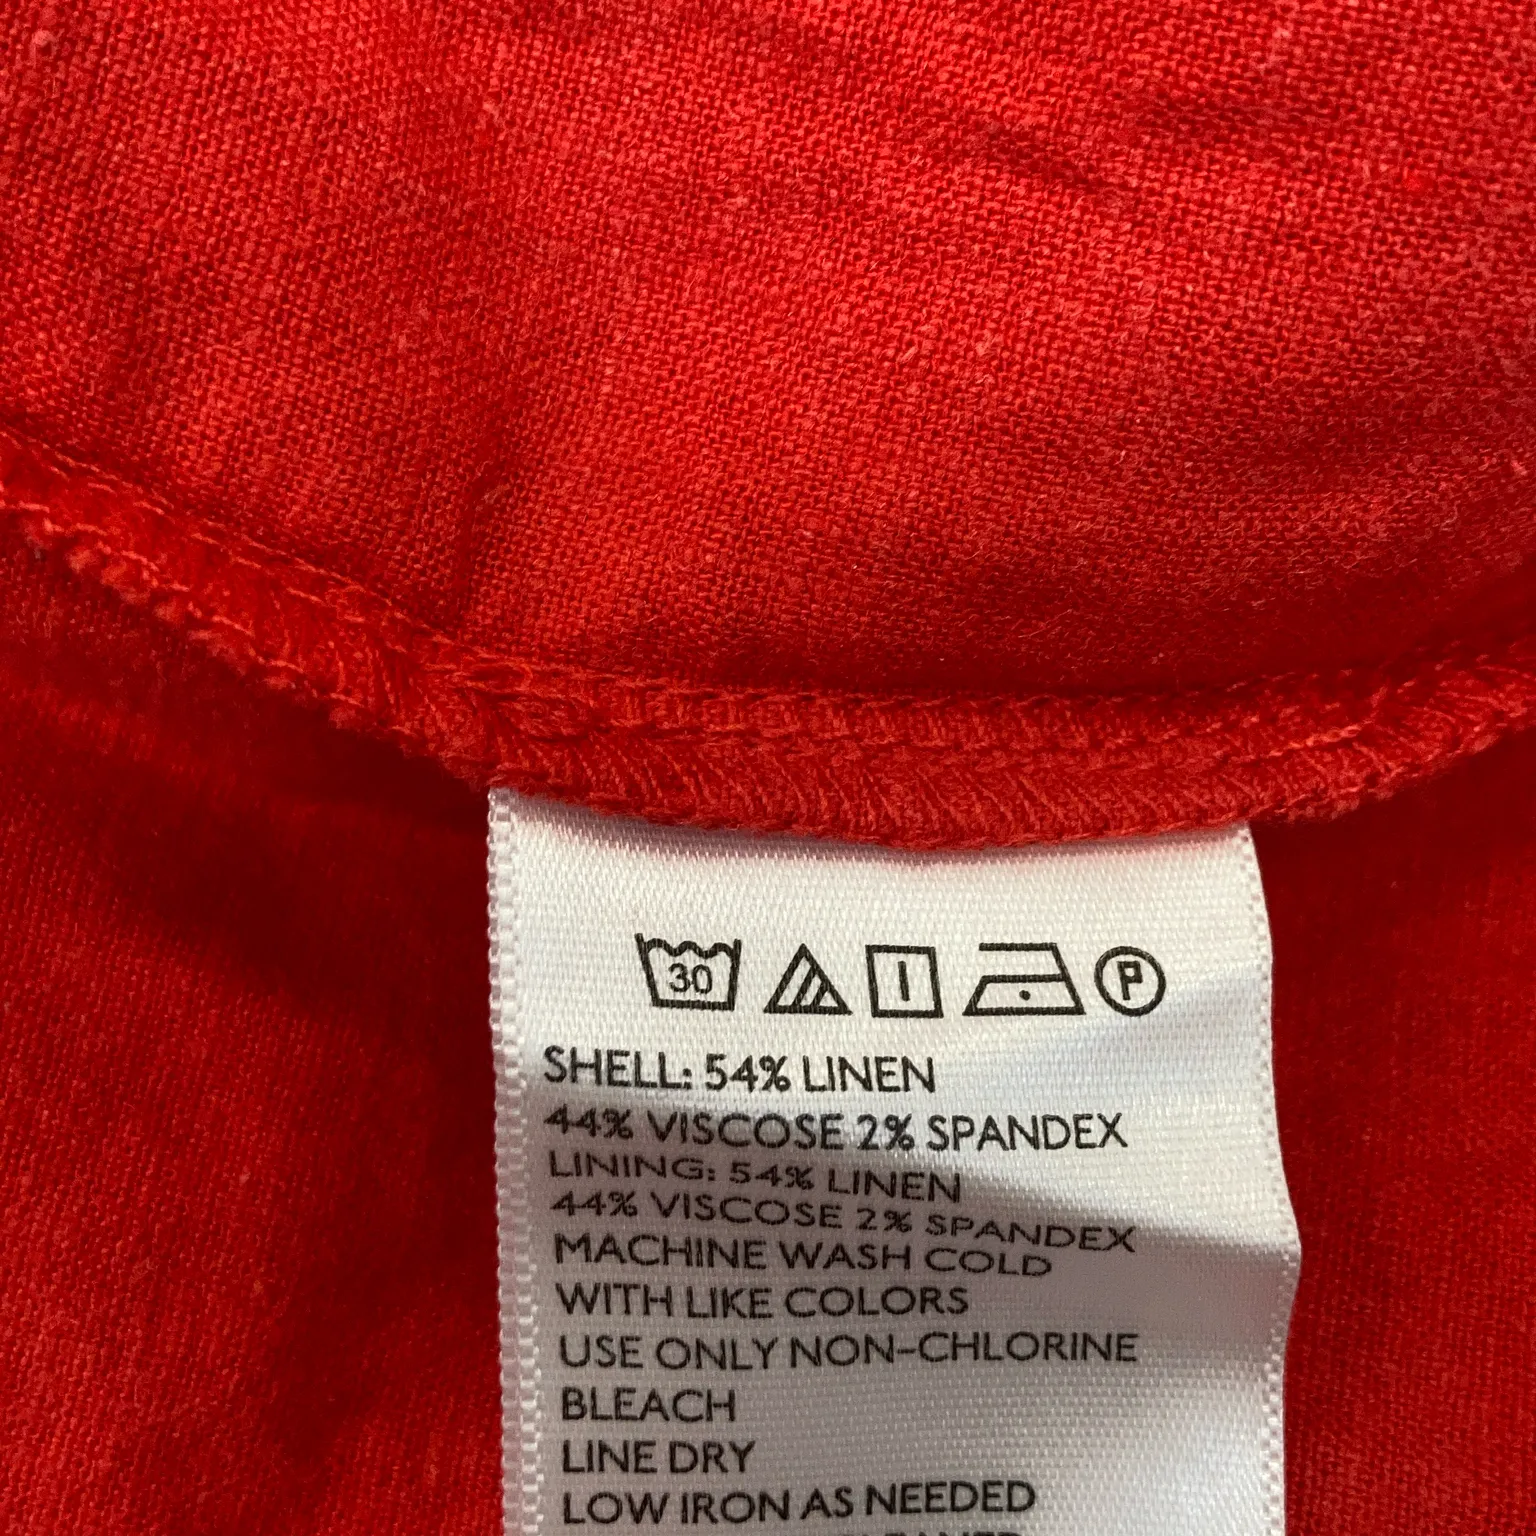 30 P
SHELL: 54% LINEN
44% VISCOSE 2% SPANDEX
LINING: 54% LINEN
44% VISCOSE 2% SPANDEX
MACHINE WASH COLD
WITH LIKE COLORS
USE ONLY NON-CHLORINE
BLEACH
LINE DRY
LOW IRON AS NEEDED